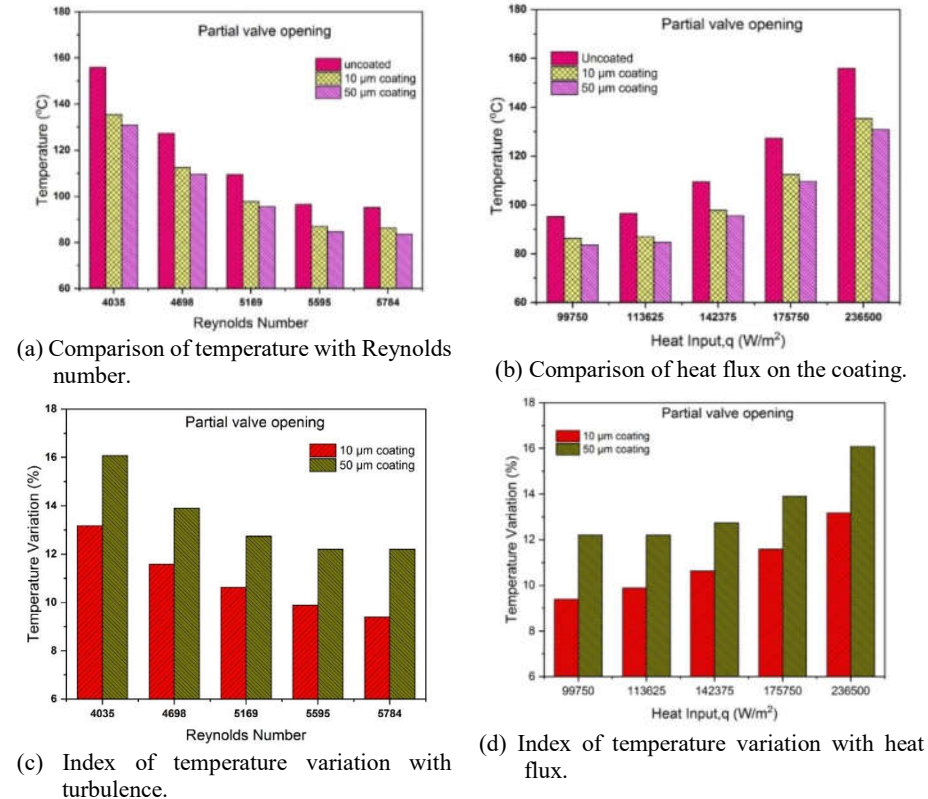 180
Partial valve opening
160
uncoated
10 µm coating
50 µm coating
140
120
100
80
60
Temperature (°C)
4035 4698 5169 5595 5784
Reynolds Number
(a) Comparison of temperature with Reynolds
number.
180
Partial valve opening
160
Uncoated
10 µm coating
50 µm coating
140
120
100
80
60
Temperature (°C)
99750 113625 142375 175750 236500
Heat Input,q (W/m²)
(b) Comparison of heat flux on the coating.
18
Partial valve opening
16
10 µm coating
50 µm coating
14
12
10
8
6
Temperature Variation (%)
4035 4698 5169 5595 5784
Reynolds Number
(c) Index of temperature variation with
turbulence.
18
Partial valve opening
16
10 µm coating
50 µm coating
14
12
10
8
6
Temperature Variation (%)
99750 113625 142375 175750 236500
Heat Input,q (W/m²)
(d) Index of temperature variation with heat
flux.